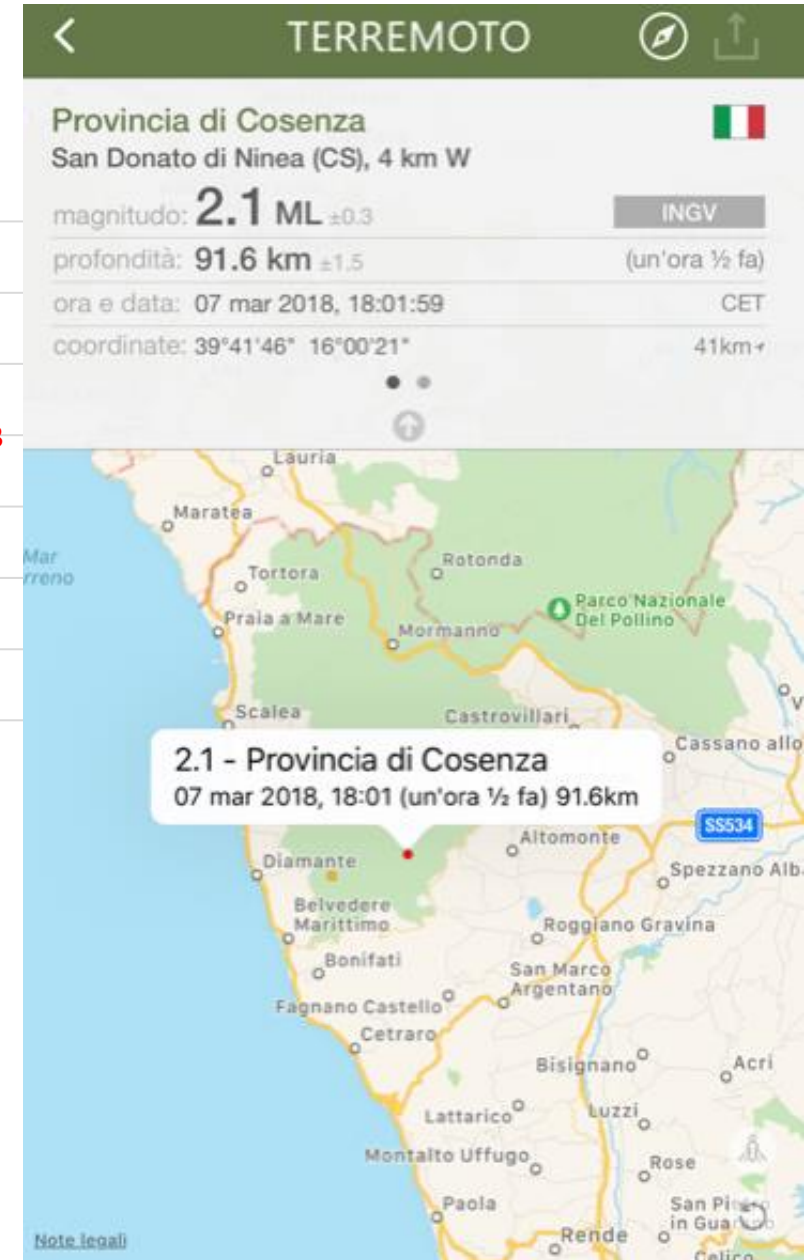 TERREMOTO
Provincia di Cosenza
San Donato di Ninea (CS), 4 km W
magnitudo: 2.1 ML ±0.3 INGV
profondità: 91.6 km ±1.5 (un'ora ½ fa)
ora e data: 07 mar 2018, 18:01:59 CET
coordinate: 39°41'46" 16°00'21" 41km
Lauria
Maratea
Mar
rreno
Rotonda
Tortora
Parco Nazionale
Del Pollino
Praia a Mare
Mormanno
Scalea
Castrovillari
V
Cassano allo
2.1 - Provincia di Cosenza
07 mar 2018, 18:01 (un'ora ½ fa) 91.6km
SS534
Altomonte
Diamante
Spezzano Alb
Belvedere
Marittimo
Roggiano Gravina
Bonifati
San Marco
Argentano
Fagnano Castello
Cetraro
Bisignano
Acri
Lattarico
Luzzi
Montalto Uffugo
Rose
Paola
San Pi
in Gua
Note legali
Rende
Celico